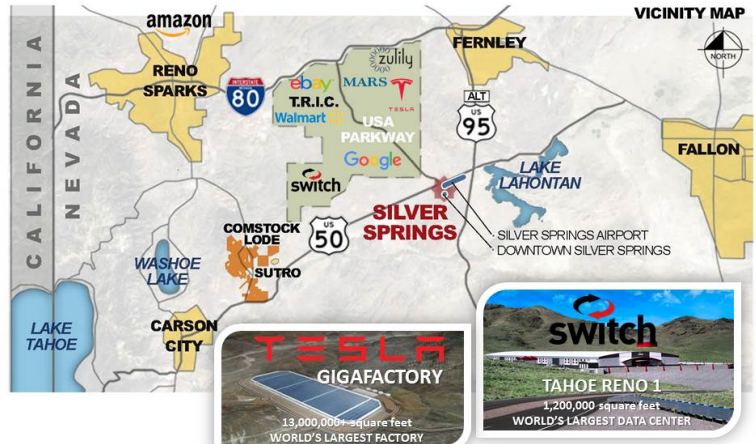 VICINITY MAP
NORTH
CALIFORNIA
NEVADA
amazon
RENO
SPARKS
INTERSTATE
80
zulily
ebay
MARS
TESLA
T.R.I.C.
Walmart
USA
PARKWAY
Google
switch
FERNLEY
ALT
US
95
FALLON
LAKE
LAHONTAN
SILVER
SPRINGS
SILVER SPRINGS AIRPORT
DOWNTOWN SILVER SPRINGS
US
50
COMSTOCK
LODE
SUTRO
WASHOE
LAKE
LAKE
TAHOE
CARSON
CITY
TESLA
GIGAFACTORY
13,000,000+ square feet
WORLD'S LARGEST FACTORY
switch
TAHOE RENO 1
1,200,000 square feet
WORLD'S LARGEST DATA CENTER